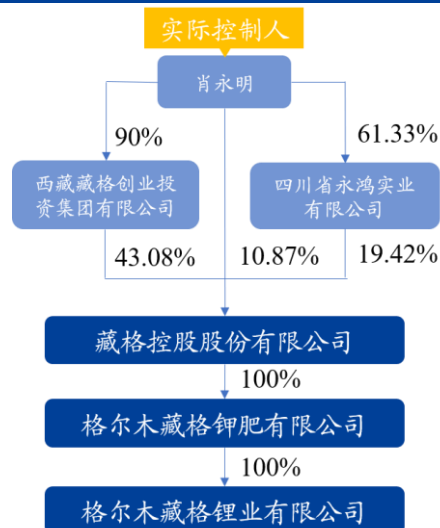 实际控制人
肖永明
90%
61.33%
西藏藏格创业投
资集团有限公司
四川省永鸿实业
有限公司
43.08%
10.87%
19.42%
藏格控股股份有限公司
100%
格尔木藏格钾肥有限公司
100%
格尔木藏格锂业有限公司